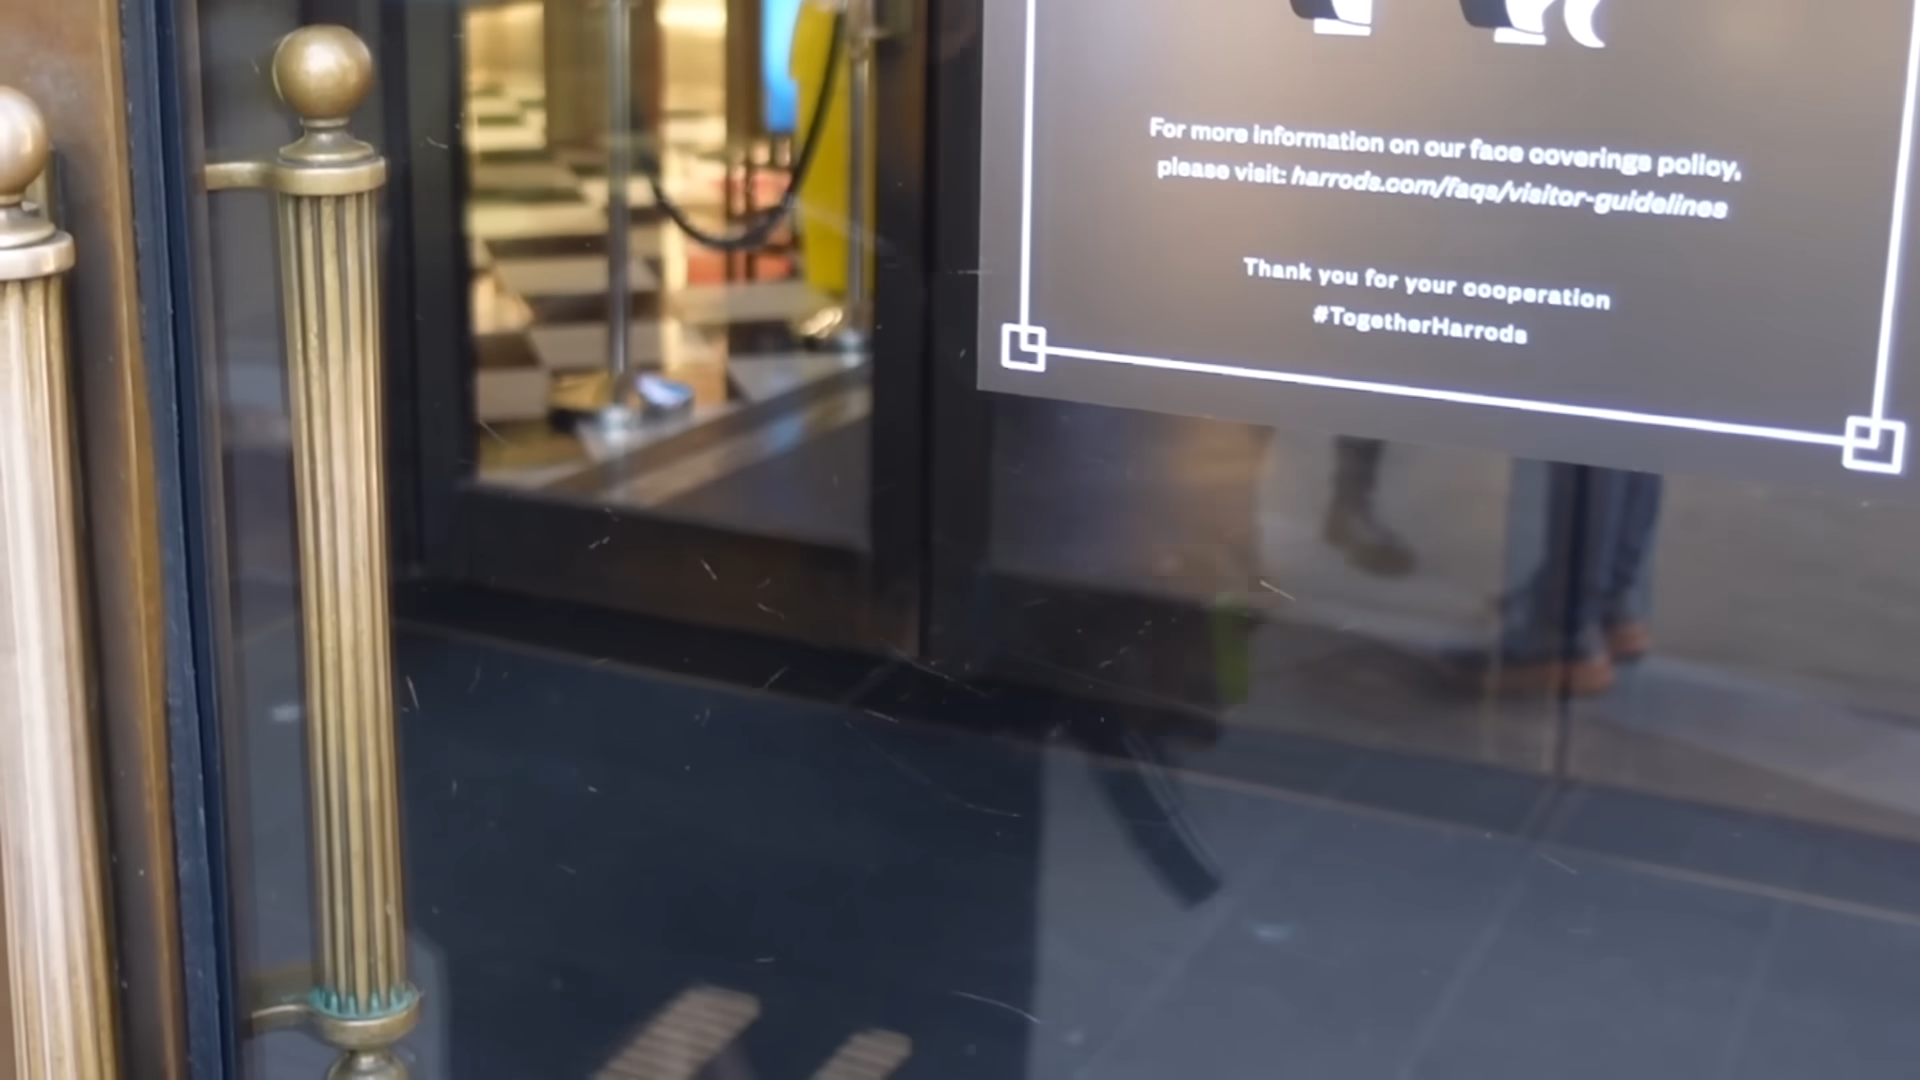 For more information on our face coverings policy,
please visit: harrods.com/faqs/visitor-guidelines
Thank you for your cooperation
#TogetherHarrods